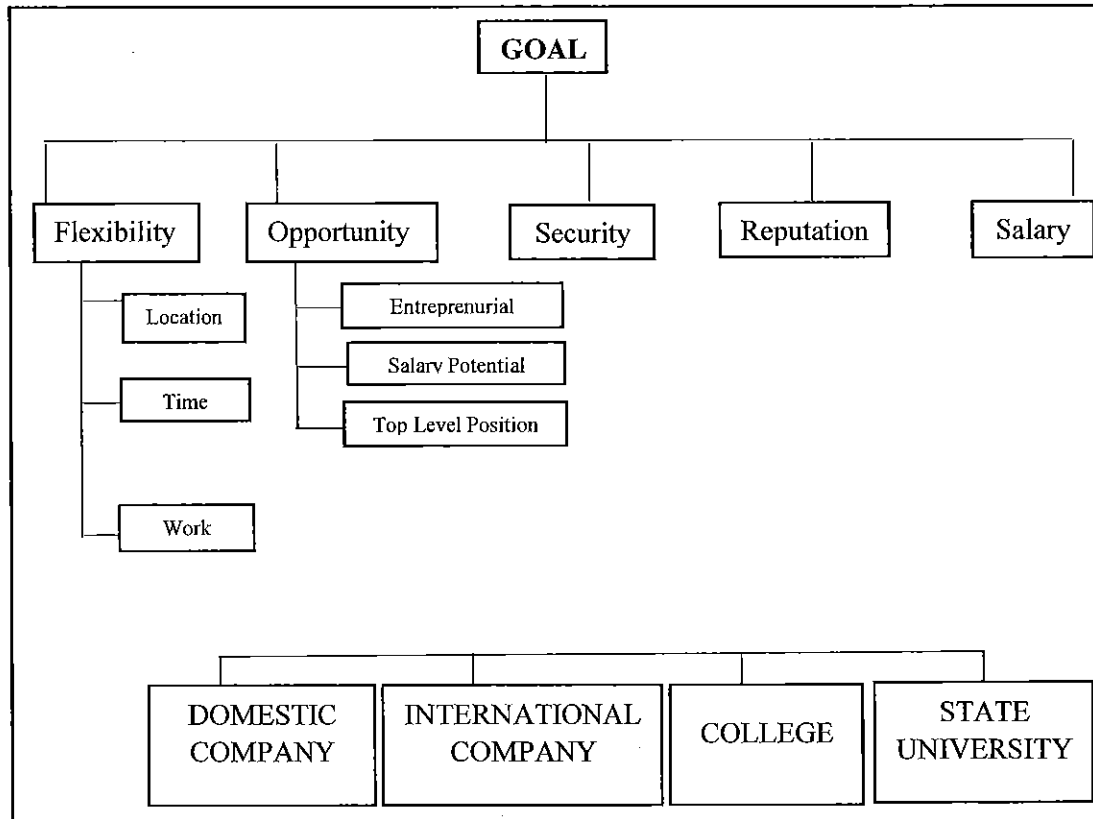 GOAL
Flexibility
Opportunity
Security
Reputation
Salary
Location
Time
Work
Entreprenurial
Salary Potential
Top Level Position
DOMESTIC
COMPANY
INTERNATIONAL
COMPANY
COLLEGE
STATE
UNIVERSITY